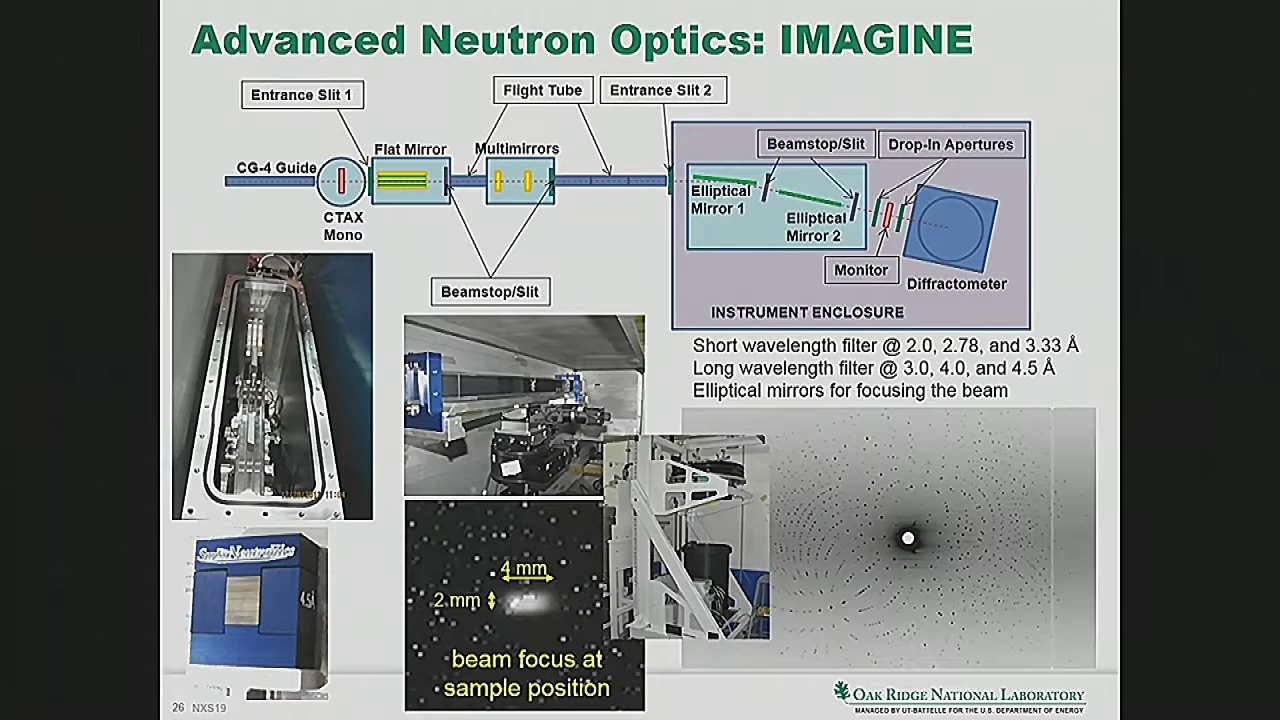 Advanced Neutron Optics: IMAGINE
Entrance Slit 1
Flight Tube
Entrance Slit 2
CG-4 Guide
Flat Mirror
Multimirrors
Beamstop/Slit
Drop-In Apertures
CTAX
Mono
Elliptical
Mirror 1
Elliptical
Mirror 2
Monitor
Diffractometer
Beamstop/Slit
INSTRUMENT ENCLOSURE
Short wavelength filter @ 2.0, 2.78, and 3.33 Å
Long wavelength filter @ 3.0, 4.0, and 4.5 Å
Elliptical mirrors for focusing the beam
SwissNeutronics
4.5Å
4 mm
2 mm
beam focus at
sample position
26 NXS19
OAK RIDGE NATIONAL LABORATORY
MANAGED BY UT-BATTELLE FOR THE U.S. DEPARTMENT OF ENERGY